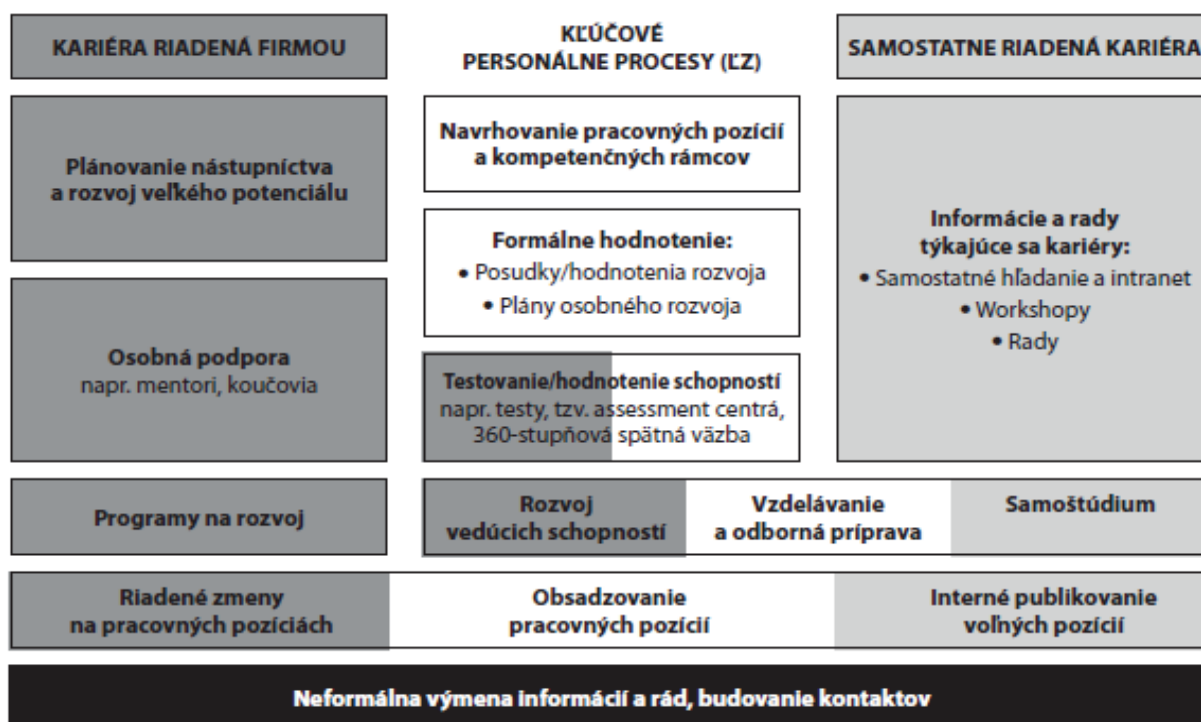 KARIÉRA RIADENÁ FIRMOU
KĽÚČOVÉ
PERSONÁLNE PROCESY (ĽZ)
SAMOSTATNE RIADENÁ KARIÉRA
Plánovanie nástupníctva
a rozvoj veľkého potenciálu
Osobná podpora
napr. mentori, koučovia
Programy na rozvoj
Navrhovanie pracovných pozícií
a kompetenčných rámcov
Formálne hodnotenie:
• Posudky/hodnotenia rozvoja
• Plány osobného rozvoja
Testovanie/hodnotenie schopností
napr. testy, tzv. assessment centrá,
360-stupňová spätná väzba
Informácie a rady
týkajúce sa kariéry:
• Samostatné hľadanie a intranet
• Workshopy
• Rady
Rozvoj
vedúcich schopností
Vzdelávanie
a odborná príprava
Samoštúdium
Riadené zmeny
na pracovných pozíciách
Obsadzovanie
pracovných pozícií
Interné publikovanie
voľných pozícií
Neformálna výmena informácií a rád, budovanie kontaktov